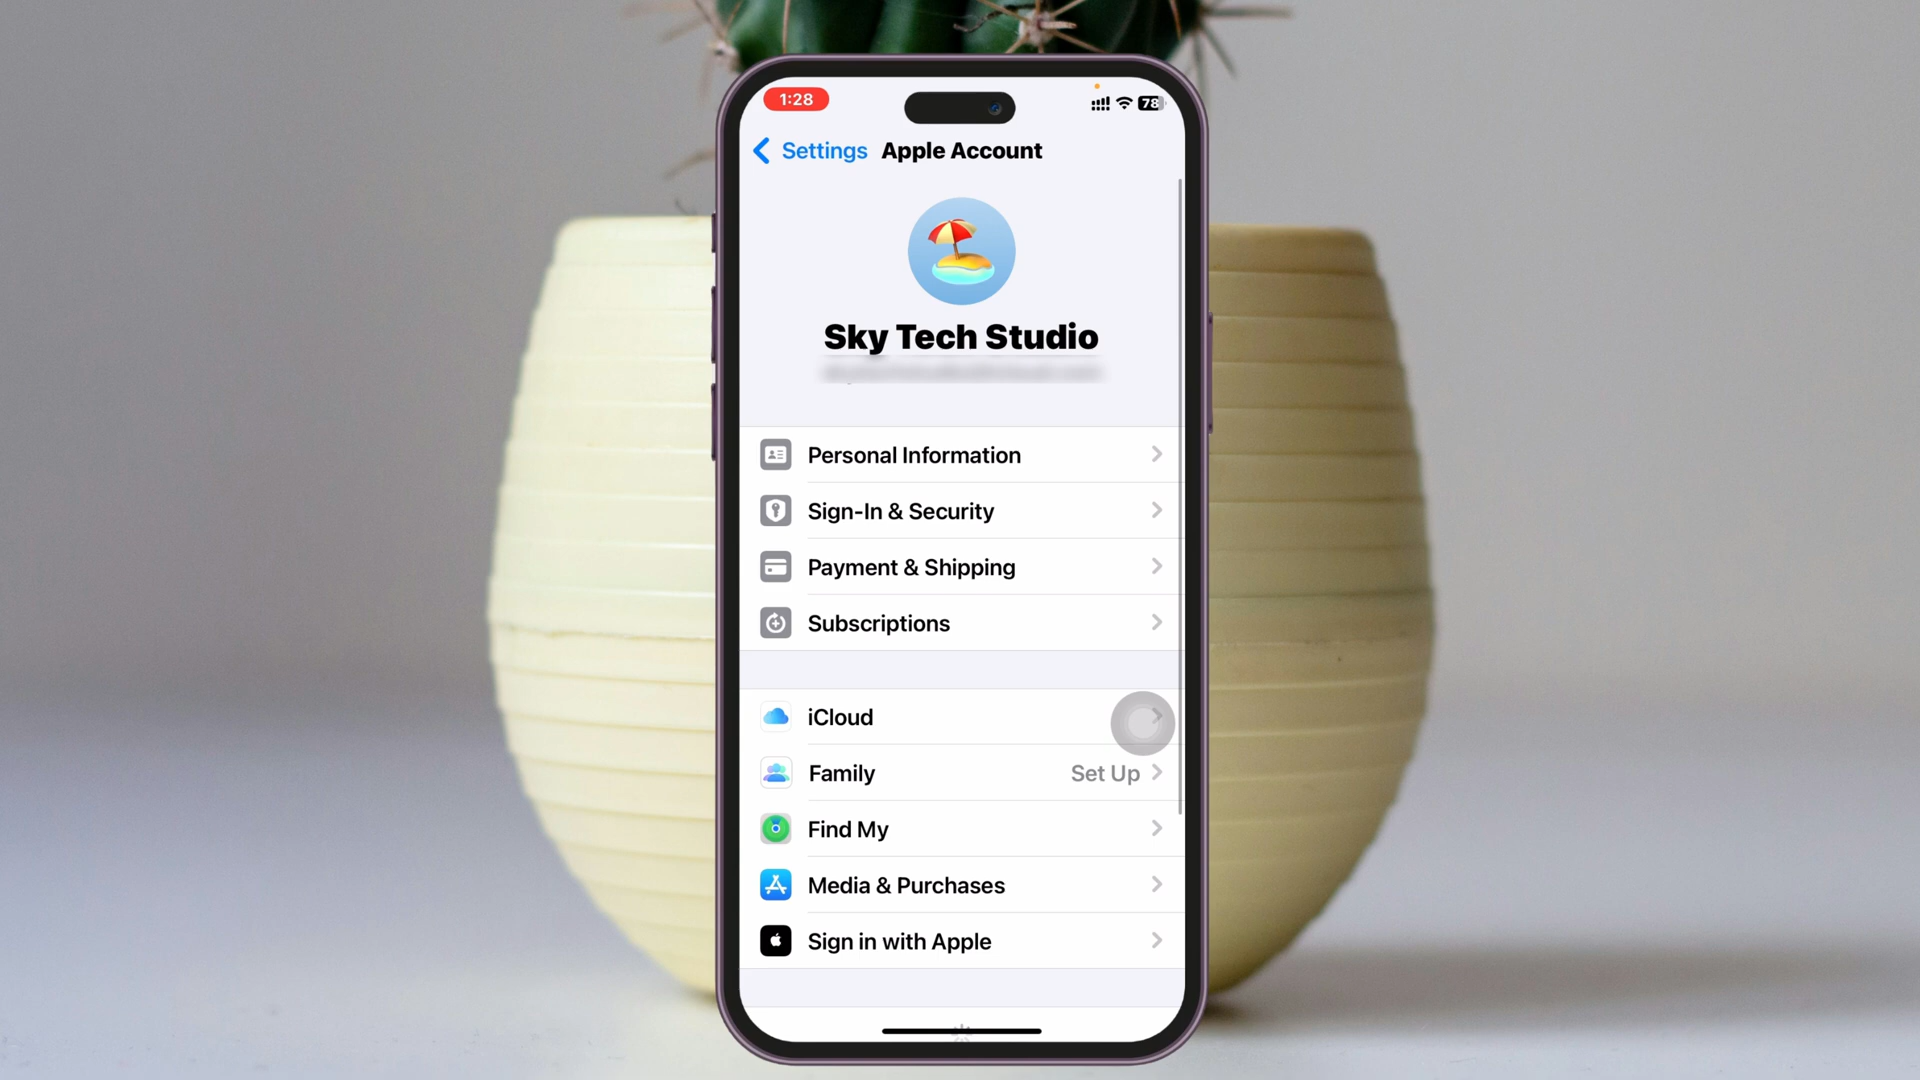 1:28
78
Settings
Apple Account
Sky Tech Studio
Personal Information
Sign-In & Security
Payment & Shipping
Subscriptions
iCloud
Family
Set Up
Find My
Media & Purchases
Sign in with Apple